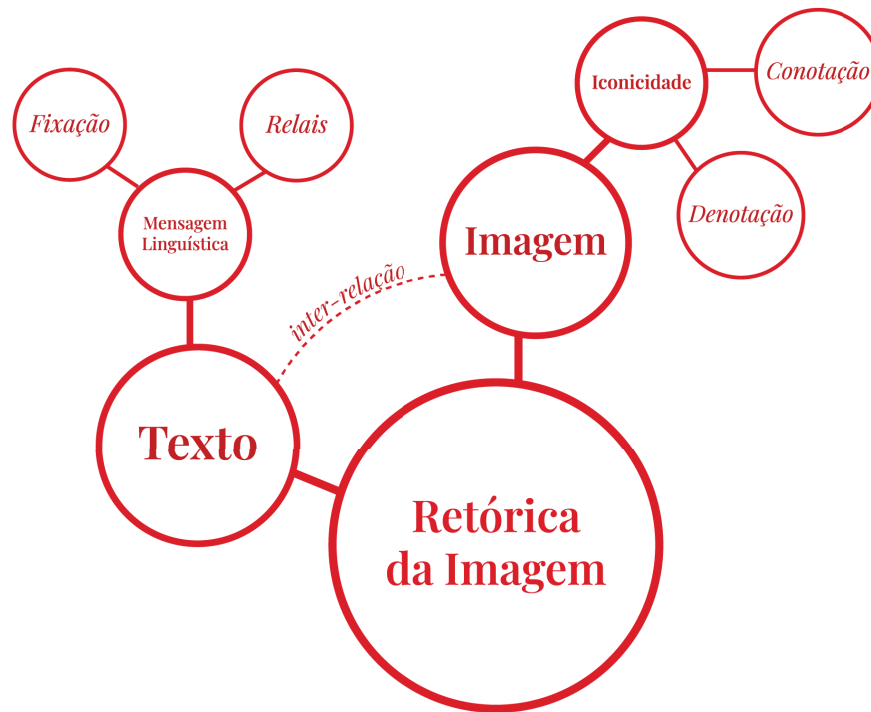 Iconicidade
Conotação
Fixação
Relais
Denotação
Mensagem
Linguística
Imagem
inter-relação
Texto
Retórica
da Imagem